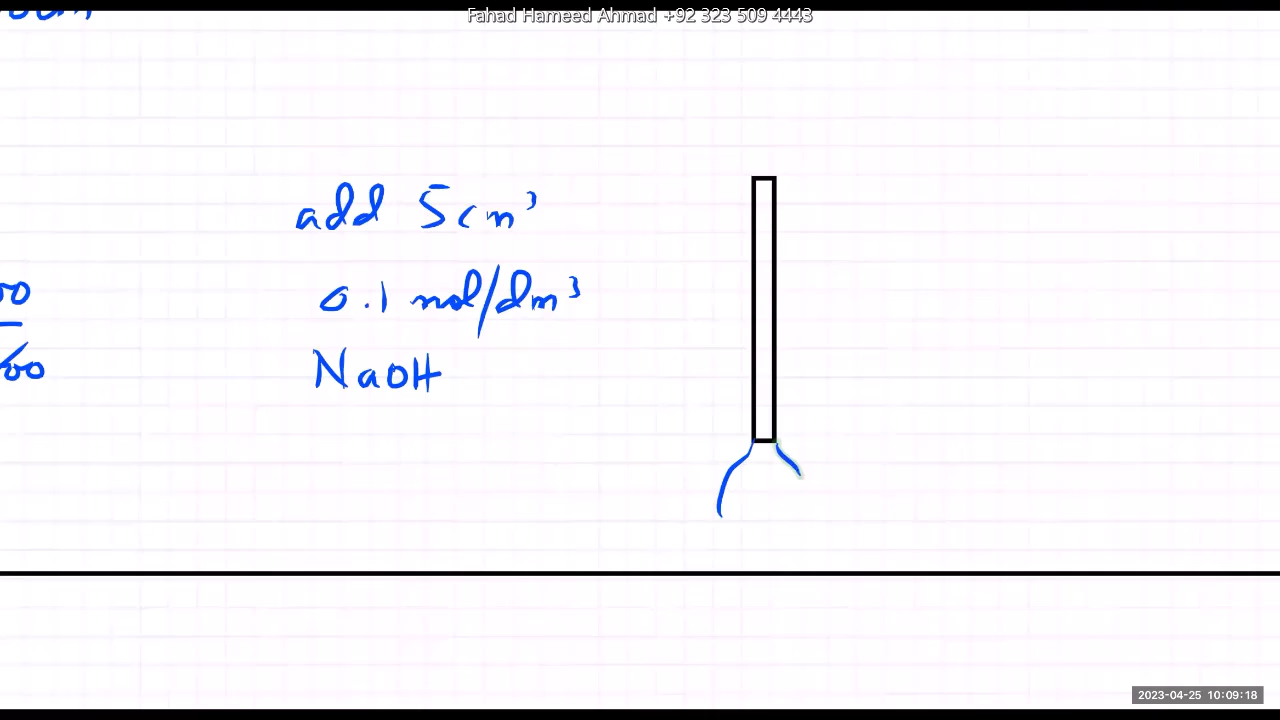 Fahad Hameed Ahmad +92 323 509 4443
add 5cm³
0.1 mol/dm³
NaOH
2023-04-25 10:09:18